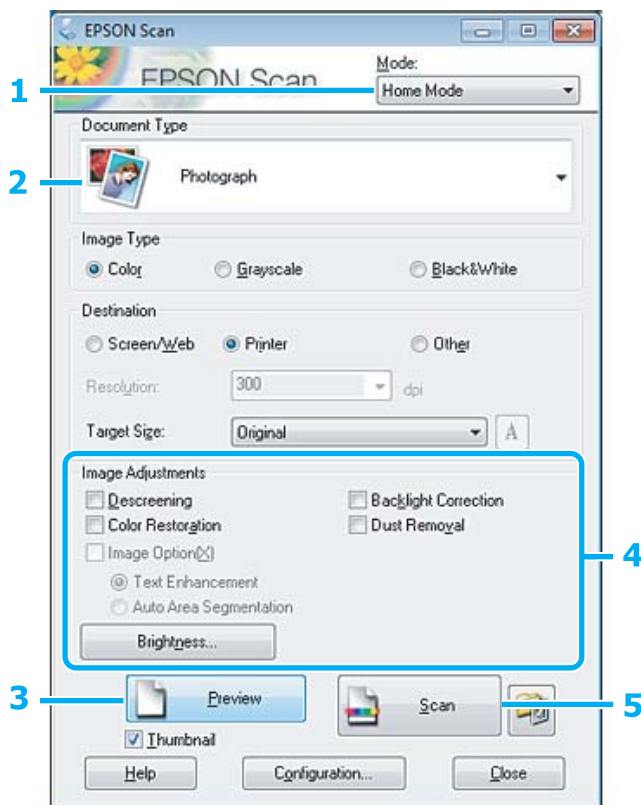 EPSON Scan
EPSON Scan
Mode:
1
Home Mode
Document Type
2
Photograph
Image Type
Color Grayscale Black&White
Destination
Screen/Web Printer Other
Resolution: 300 dpi
Target Size: Original A
Image Adjustments
Descreening Backlight Correction
Color Restoration Dust Removal
Image Option(X)
4
Text Enhancement
Auto Area Segmentation
Brightness...
3 Preview Scan 5
Thumbnail
Help Configuration... Close